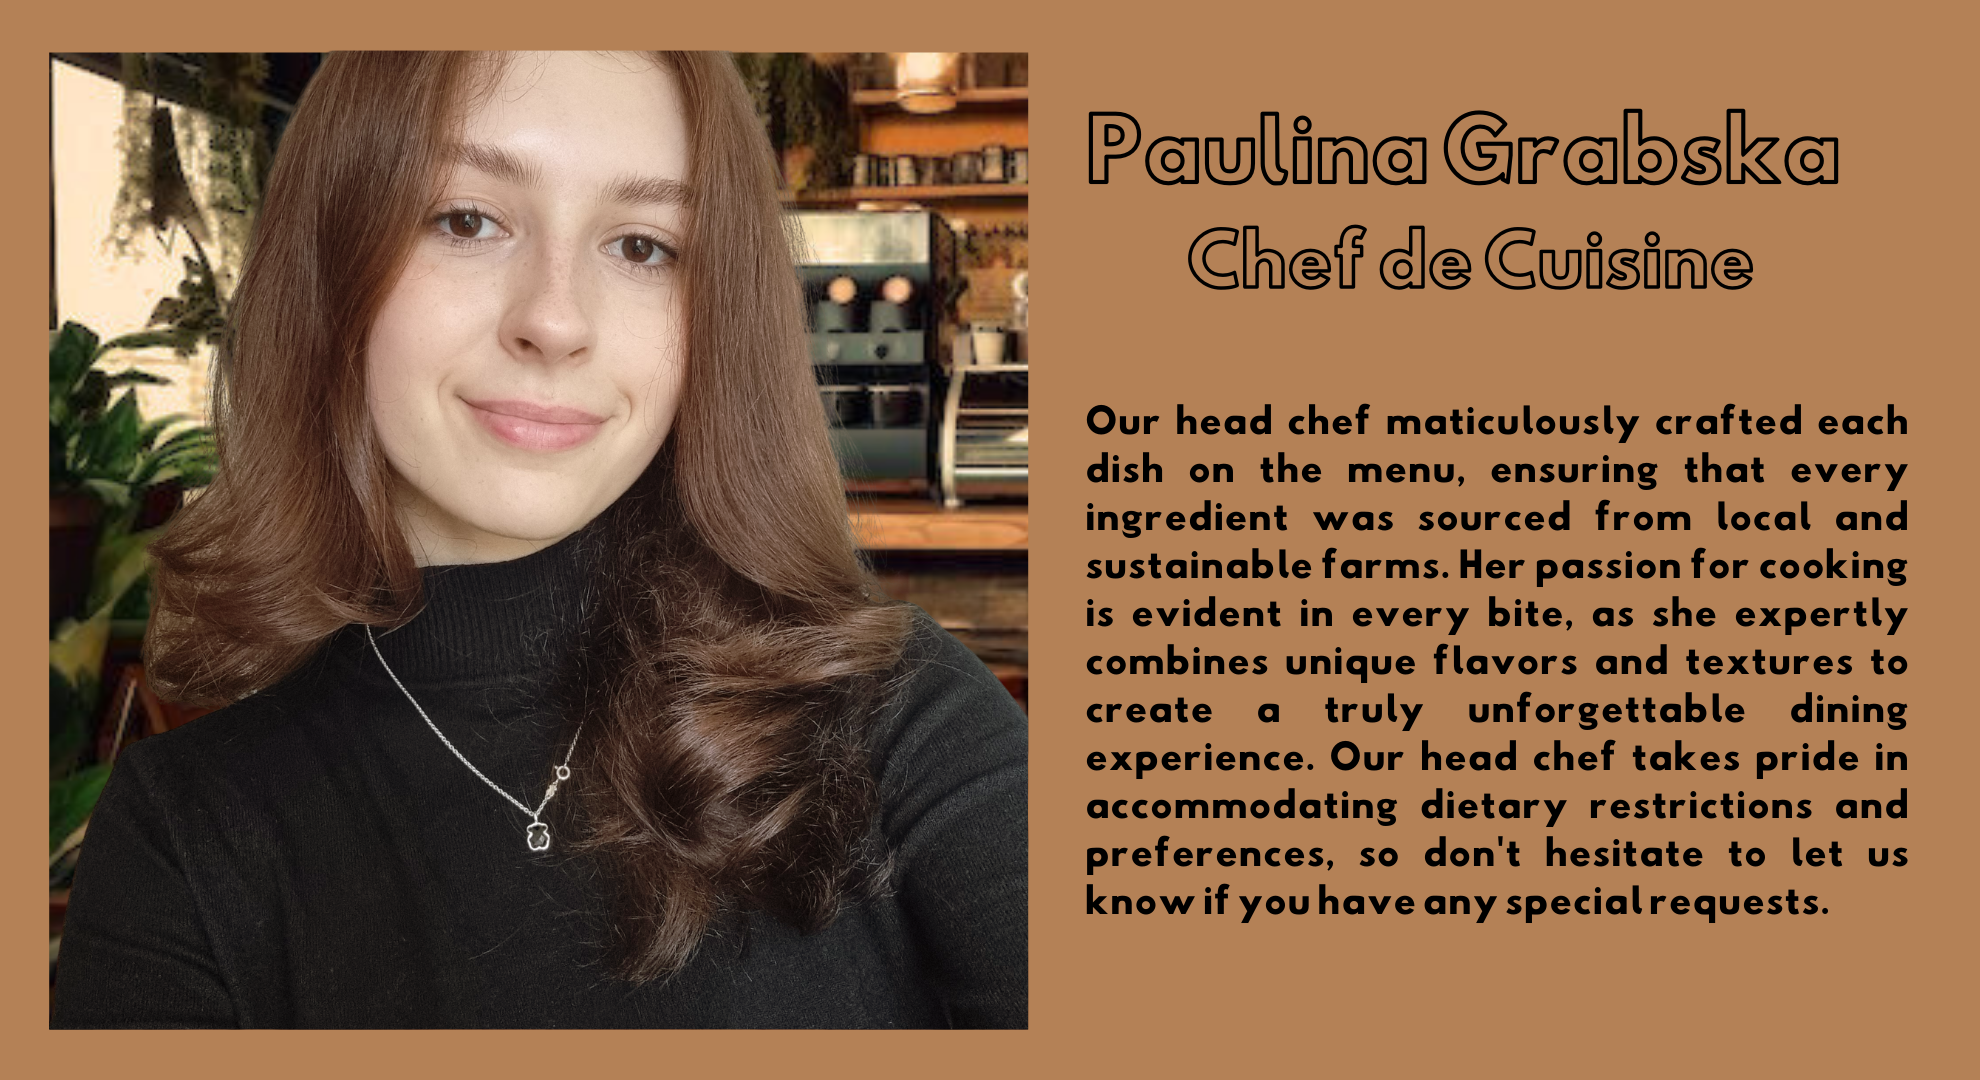 Paulina Grabska
Chef de Cuisine
Our head chef maticulously crafted each
dish on the menu, ensuring that every
ingredient was sourced from local and
sustainable farms. Her passion for cooking
is evident in every bite, as she expertly
combines unique flavors and textures to
create a truly unforgettable dining
experience. Our head chef takes pride in
accommodating dietary restrictions and
preferences, so don't hesitate to let us
know if you have any special requests.